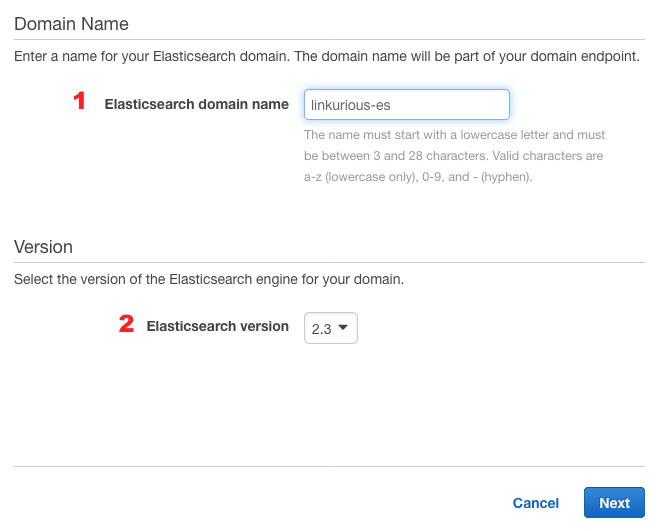 Domain Name
Enter a name for your Elasticsearch domain. The domain name will be part of your domain endpoint.
1 Elasticsearch domain name linkurious-es
The name must start with a lowercase letter and must
be between 3 and 28 characters. Valid characters are
a-z (lowercase only), 0-9, and - (hyphen).
Version
Select the version of the Elasticsearch engine for your domain.
2 Elasticsearch version 2.3
Cancel Next